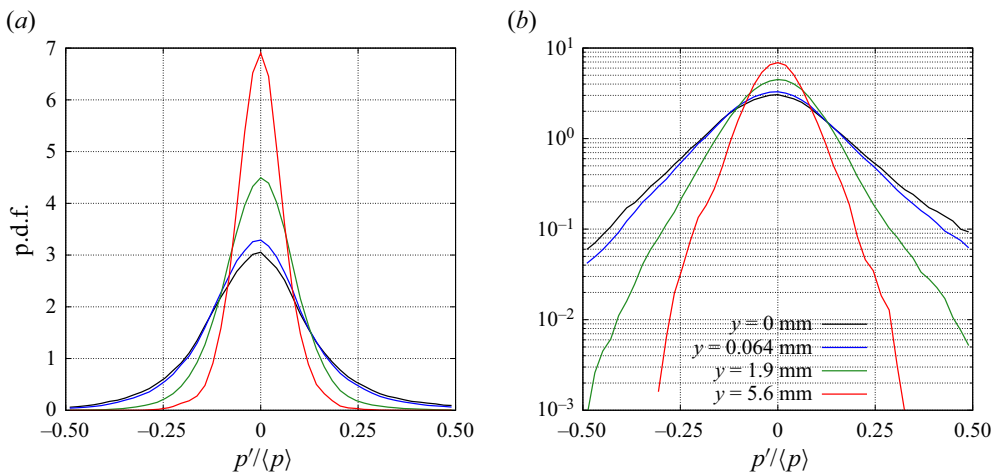 (a)
7
6
5
4
3
2
1
0
p.d.f.
–0.50 –0.25 0 0.25 0.50
p′/⟨p⟩
(b)
10¹
10⁰
10⁻¹
10⁻²
10⁻³
y = 0 mm
y = 0.064 mm
y = 1.9 mm
y = 5.6 mm
–0.50 –0.25 0 0.25 0.50
p′/⟨p⟩